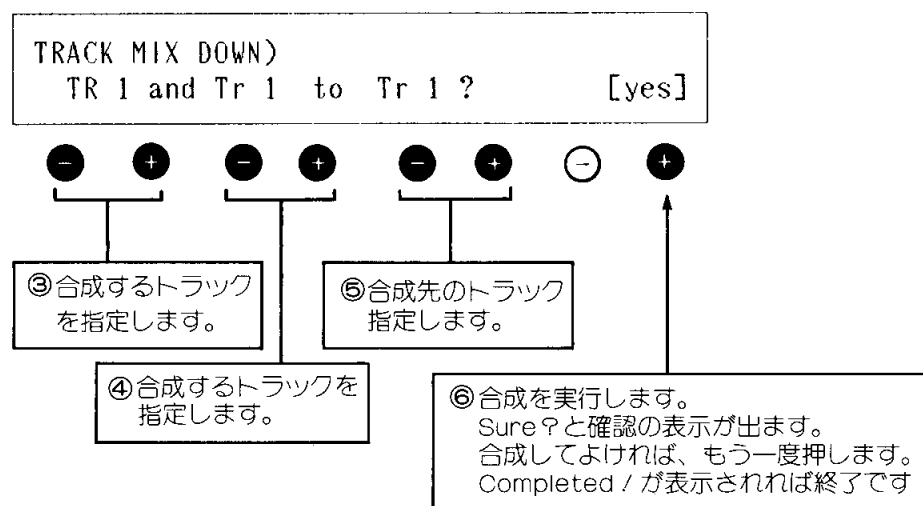 TRACK MIX DOWN)
TR 1 and Tr 1 to Tr 1 ? [yes]
− + − + − + − +
③合成するトラック
を指定します。
⑤合成先のトラック
指定します。
④合成するトラックを
指定します。
⑥合成を実行します。
Sure?と確認の表示が出ます。
合成してよければ、もう一度押します。
Completed!が表示されれば終了です